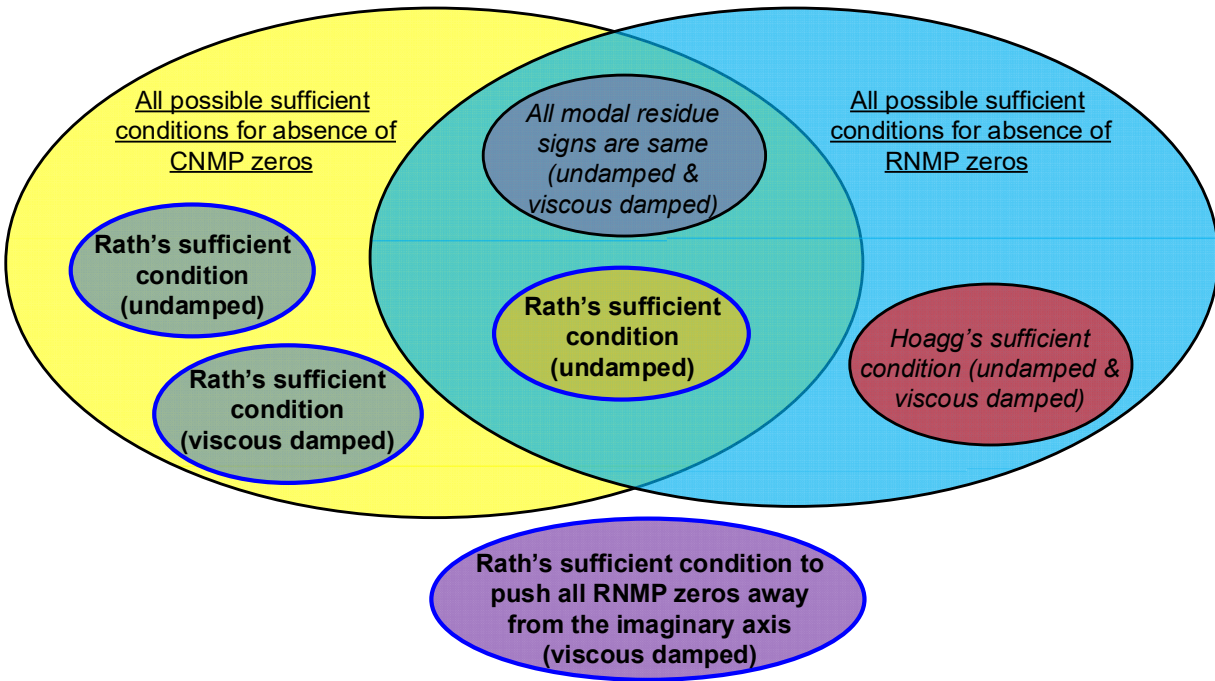 All possible sufficient
conditions for absence of
CNMP zeros
All modal residue
signs are same
(undamped &
viscous damped)
All possible sufficient
conditions for absence of
RNMP zeros
Rath's sufficient
condition
(undamped)
Rath's sufficient
condition
(undamped)
Hoagg's sufficient
condition (undamped &
viscous damped)
Rath's sufficient
condition
(viscous damped)
Rath's sufficient condition to
push all RNMP zeros away
from the imaginary axis
(viscous damped)